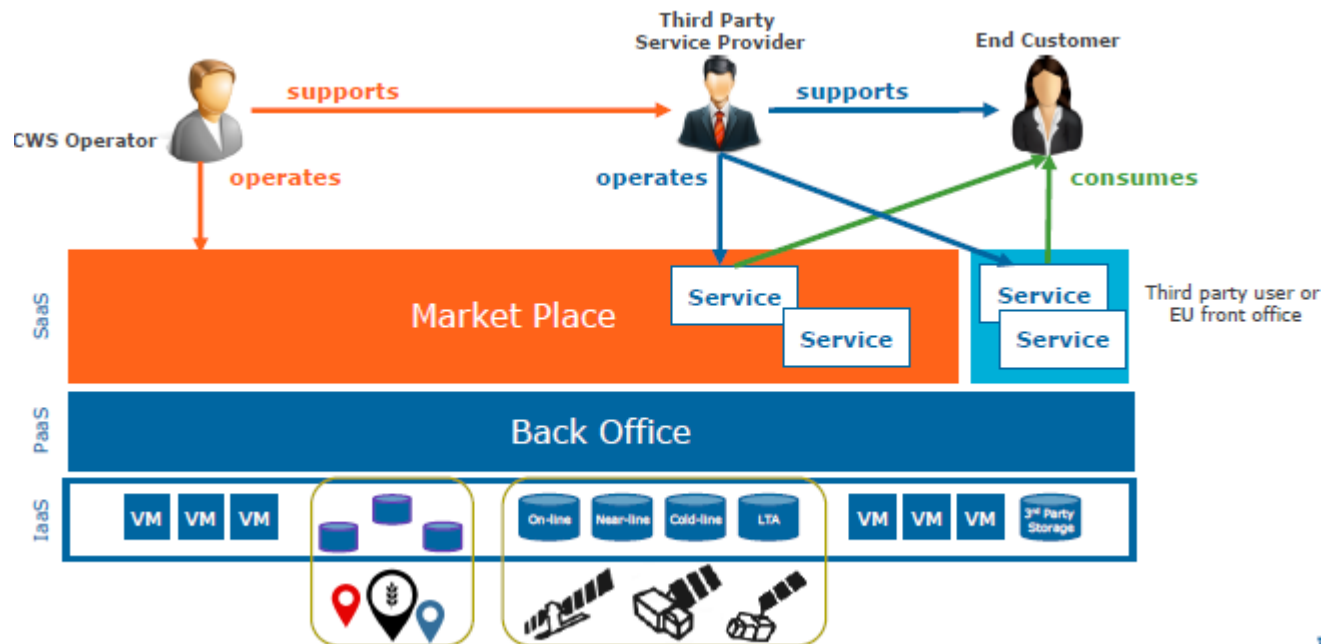 Third Party
Service Provider
End Customer
supports
supports
CWS Operator
operates
operates
consumes
SaaS
Market Place
Service
Service
Service
Service
Third party user or
EU front office
PaaS
Back Office
IaaS
VM
VM
VM
On-line
Near-line
Cold-line
LTA
VM
VM
VM
3rd Party
Storage